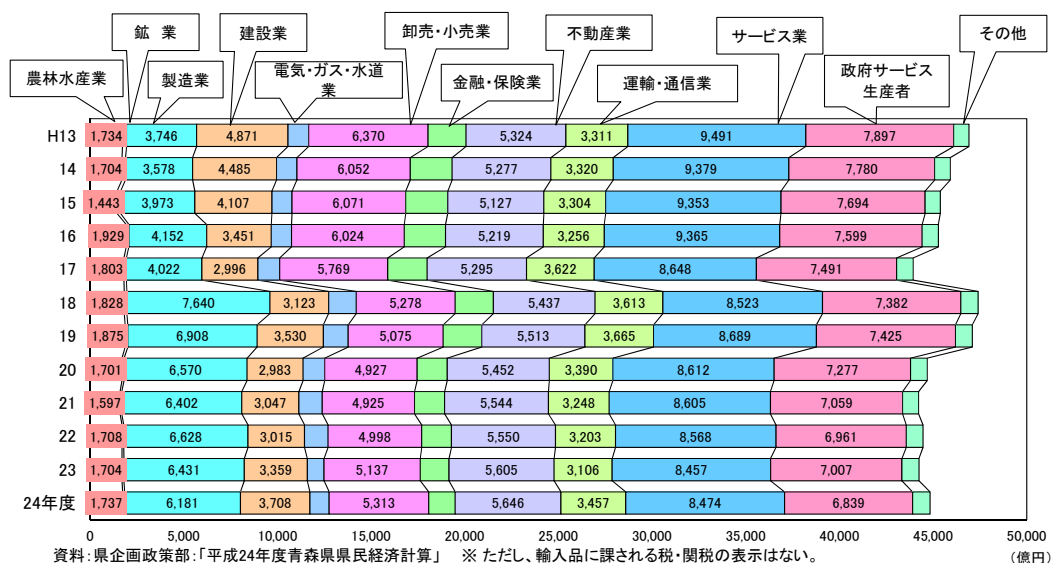 鉱　業
建設業
卸売・小売業
不動産業
サービス業
その他
農林水産業
製造業
電気・ガス・水道
業
金融・保険業
運輸・通信業
政府サービス
生産者
H13 1,734 3,746 4,871 6,370 5,324 3,311 9,491 7,897
14 1,704 3,578 4,485 6,052 5,277 3,320 9,379 7,780
15 1,443 3,973 4,107 6,071 5,127 3,304 9,353 7,694
16 1,929 4,152 3,451 6,024 5,219 3,256 9,365 7,599
17 1,803 4,022 2,996 5,769 5,295 3,622 8,648 7,491
18 1,828 7,640 3,123 5,278 5,437 3,613 8,523 7,382
19 1,875 6,908 3,530 5,075 5,513 3,665 8,689 7,425
20 1,701 6,570 2,983 4,927 5,452 3,390 8,612 7,277
21 1,597 6,402 3,047 4,925 5,544 3,248 8,605 7,059
22 1,708 6,628 3,015 4,998 5,550 3,203 8,568 6,961
23 1,704 6,431 3,359 5,137 5,605 3,106 8,457 7,007
24年度 1,737 6,181 3,708 5,313 5,646 3,457 8,474 6,839
0 5,000 10,000 15,000 20,000 25,000 30,000 35,000 40,000 45,000 50,000
資料：県企画政策部：「平成24年度青森県県民経済計算」　※ ただし、輸入品に課される税・関税の表示はない。
（億円）